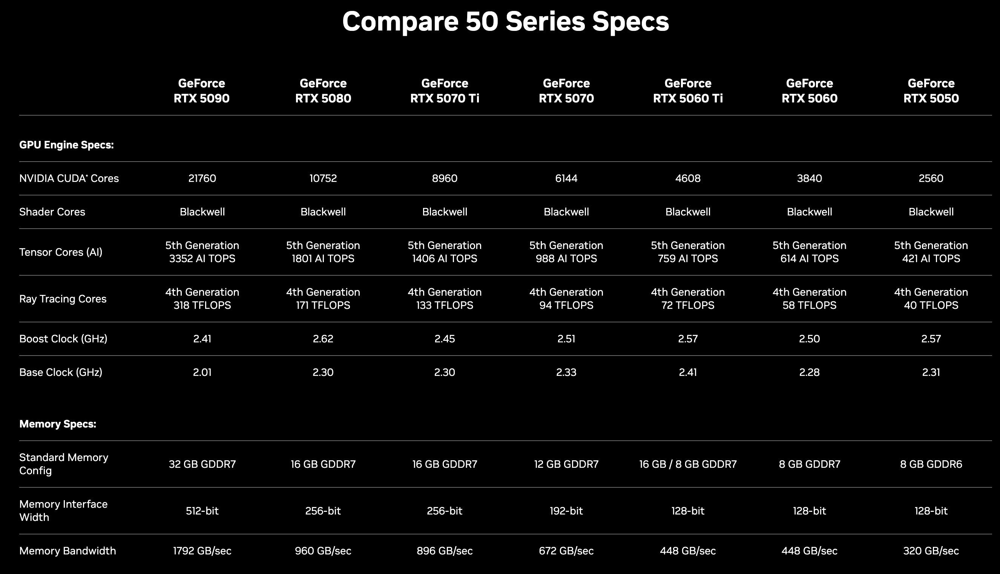 Compare 50 Series Specs
GeForce RTX 5090 GeForce RTX 5080 GeForce RTX 5070 Ti GeForce RTX 5070 GeForce RTX 5060 Ti GeForce RTX 5060 GeForce RTX 5050
GPU Engine Specs:
NVIDIA CUDA® Cores 21760 10752 8960 6144 4608 3840 2560
Shader Cores Blackwell Blackwell Blackwell Blackwell Blackwell Blackwell Blackwell
Tensor Cores (AI) 5th Generation 3352 AI TOPS 5th Generation 1801 AI TOPS 5th Generation 1406 AI TOPS 5th Generation 988 AI TOPS 5th Generation 759 AI TOPS 5th Generation 614 AI TOPS 5th Generation 421 AI TOPS
Ray Tracing Cores 4th Generation 318 TFLOPS 4th Generation 171 TFLOPS 4th Generation 133 TFLOPS 4th Generation 94 TFLOPS 4th Generation 72 TFLOPS 4th Generation 58 TFLOPS 4th Generation 40 TFLOPS
Boost Clock (GHz) 2.41 2.62 2.45 2.51 2.57 2.50 2.57
Base Clock (GHz) 2.01 2.30 2.30 2.33 2.41 2.28 2.31
Memory Specs:
Standard Memory Config 32 GB GDDR7 16 GB GDDR7 16 GB GDDR7 12 GB GDDR7 16 GB / 8 GB GDDR7 8 GB GDDR7 8 GB GDDR6
Memory Interface Width 512-bit 256-bit 256-bit 192-bit 128-bit 128-bit 128-bit
Memory Bandwidth 1792 GB/sec 960 GB/sec 896 GB/sec 672 GB/sec 448 GB/sec 448 GB/sec 320 GB/sec